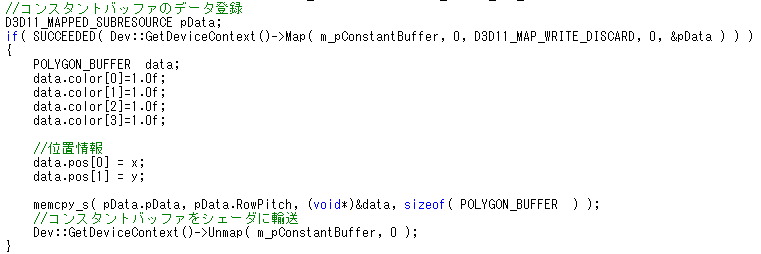 //コンスタントバッファのデータ登録
D3D11_MAPPED_SUBRESOURCE pData;
if( SUCCEEDED( Dev::GetDeviceContext()->Map( m_pConstantBuffer, 0, D3D11_MAP_WRITE_DISCARD, 0, &pData ) ) )
{
    POLYGON_BUFFER  data;
    data.color[0]=1.0f;
    data.color[1]=1.0f;
    data.color[2]=1.0f;
    data.color[3]=1.0f;

    //位置情報
    data.pos[0] = x;
    data.pos[1] = y;

    memcpy_s( pData.pData, pData.RowPitch, (void*)&data, sizeof( POLYGON_BUFFER  ) );
    //コンスタントバッファをシェーダに輸送
    Dev::GetDeviceContext()->Unmap( m_pConstantBuffer, 0 );
}